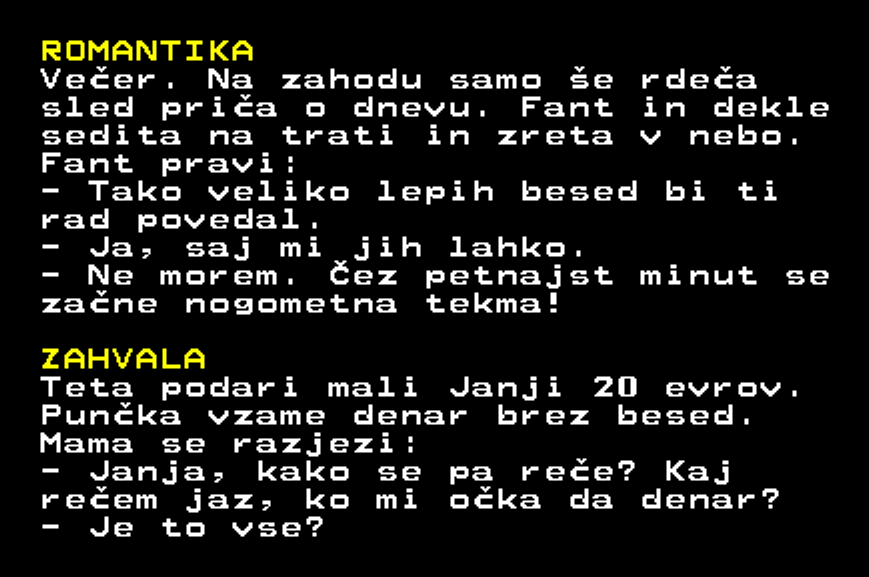 ROMANTIKA
Večer. Na zahodu samo še rdeča
sled priča o dnevu. Fant in dekle
sedita na trati in zreta v nebo.
Fant pravi:
- Tako veliko lepih besed bi ti
rad povedal.
- Ja, saj mi jih lahko.
- Ne morem. Čez petnajst minut se
začne nogometna tekma!

ZAHVALA
Teta podari mali Janji 20 evrov.
Punčka vzame denar brez besed.
Mama se razjezi:
- Janja, kako se pa reče? Kaj
rečem jaz, ko mi očka da denar?
- Je to vse?